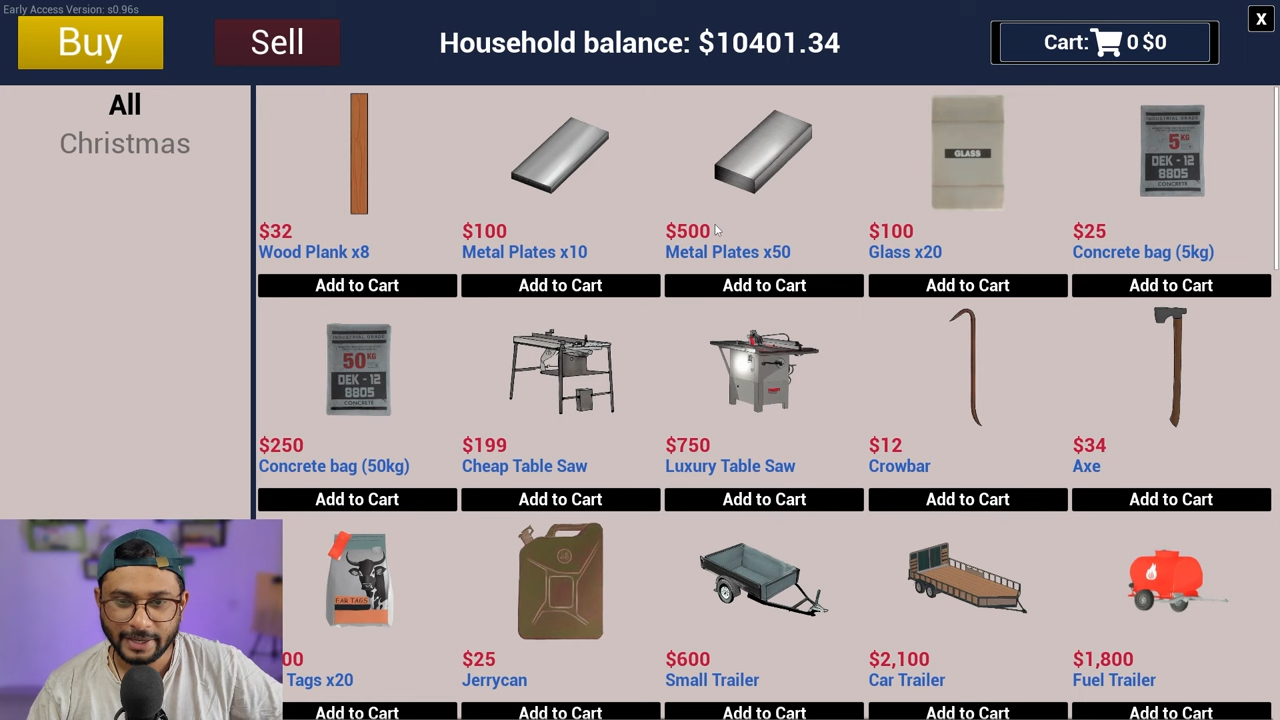 Early Access Version: s0.96s
Buy
Sell
Household balance: $10401.34
Cart: 0 $0
X
All
Christmas
GLASS
INDUSTRIAL GRADE
5KG
DEK - 12
8805
CONCRETE
$32
$100
$500
$100
$25
Wood Plank x8
Metal Plates x10
Metal Plates x50
Glass x20
Concrete bag (5kg)
Add to Cart
Add to Cart
Add to Cart
Add to Cart
Add to Cart
INDUSTRIAL GRADE
50KG
DEK - 12
8805
CONCRETE
$250
$199
$750
$12
$34
Concrete bag (50kg)
Cheap Table Saw
Luxury Table Saw
Crowbar
Axe
Add to Cart
Add to Cart
Add to Cart
Add to Cart
Add to Cart
EAR TAGS
00
$25
$600
$2,100
$1,800
Tags x20
Jerrycan
Small Trailer
Car Trailer
Fuel Trailer
Add to Cart
Add to Cart
Add to Cart
Add to Cart
Add to Cart